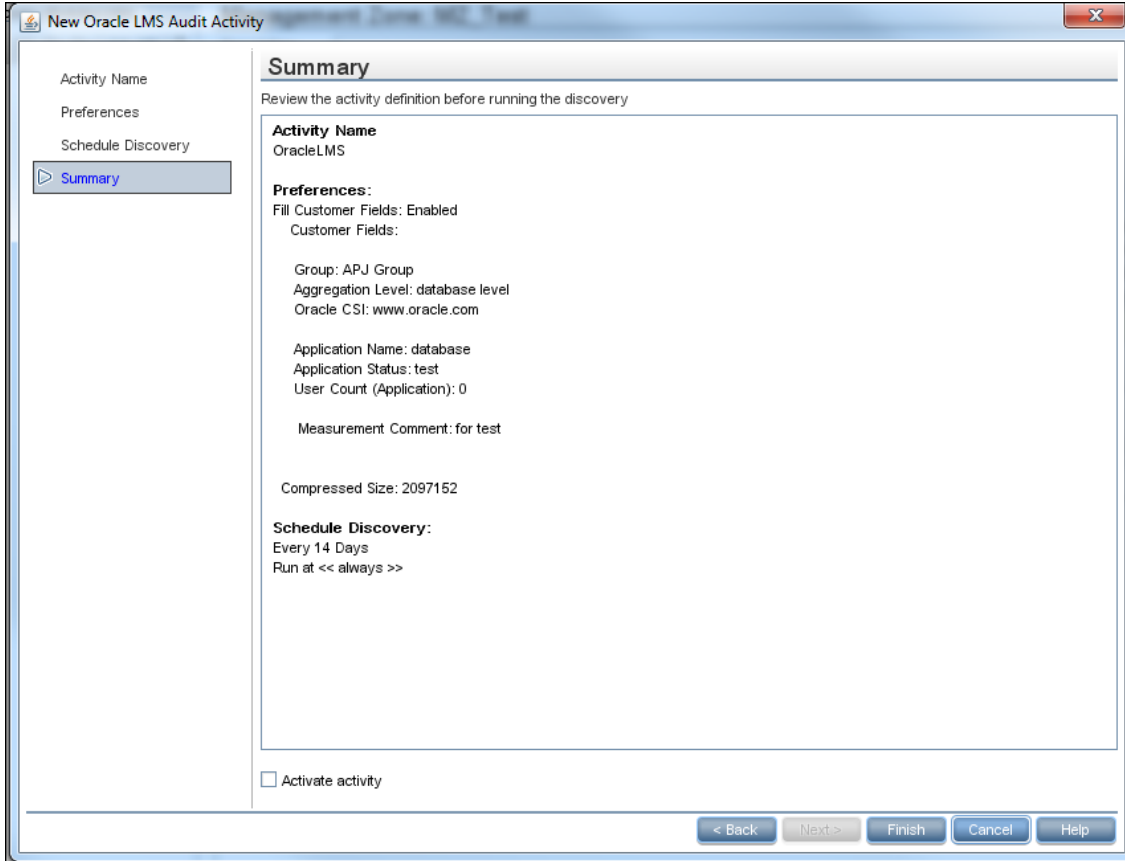 Management Zone: MZ_Test
New Oracle LMS Audit Activity
Activity Name
Preferences
Schedule Discovery
Summary
Summary
Review the activity definition before running the discovery
Activity Name
OracleLMS
Preferences:
Fill Customer Fields: Enabled
Customer Fields:
Group: APJ Group
Aggregation Level: database level
Oracle CSI: www.oracle.com
Application Name: database
Application Status: test
User Count (Application): 0
Measurement Comment: for test
Compressed Size: 2097152
Schedule Discovery:
Every 14 Days
Run at << always >>
Activate activity
< Back
Next >
Finish
Cancel
Help